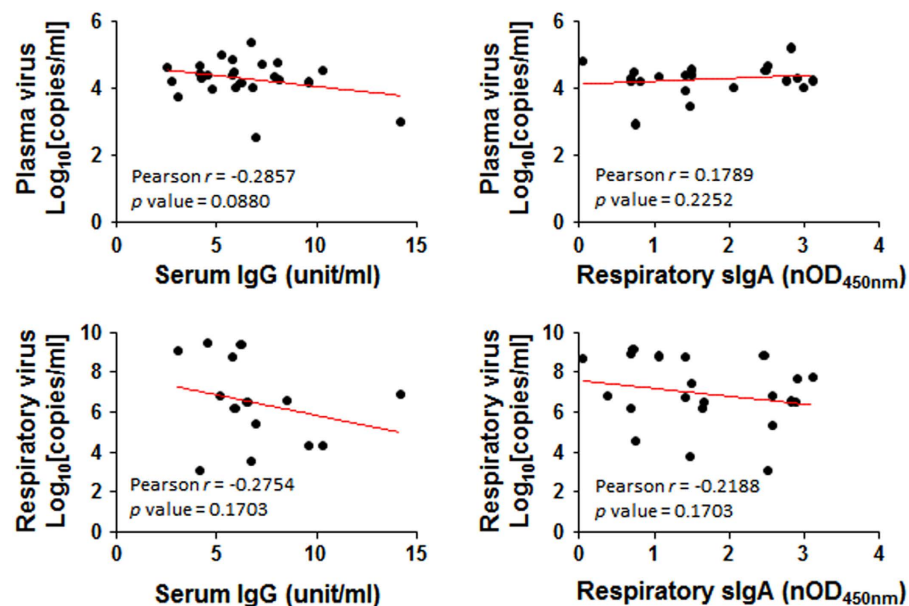 Plasma virus
Log₁₀[copies/ml]
6
4
2
0
Pearson r = -0.2857
p value = 0.0880
0 5 10 15
Serum IgG (unit/ml)
Plasma virus
Log₁₀[copies/ml]
6
4
2
0
Pearson r = 0.1789
p value = 0.2252
0 1 2 3 4
Respiratory sIgA (nOD₄₅₀ₙₘ)
Respiratory virus
Log₁₀[copies/ml]
10
8
6
4
2
0
Pearson r = -0.2754
p value = 0.1703
0 5 10 15
Serum IgG (unit/ml)
Respiratory virus
Log₁₀[copies/ml]
10
8
6
4
2
0
Pearson r = -0.2188
p value = 0.1703
0 1 2 3 4
Respiratory sIgA (nOD₄₅₀ₙₘ)